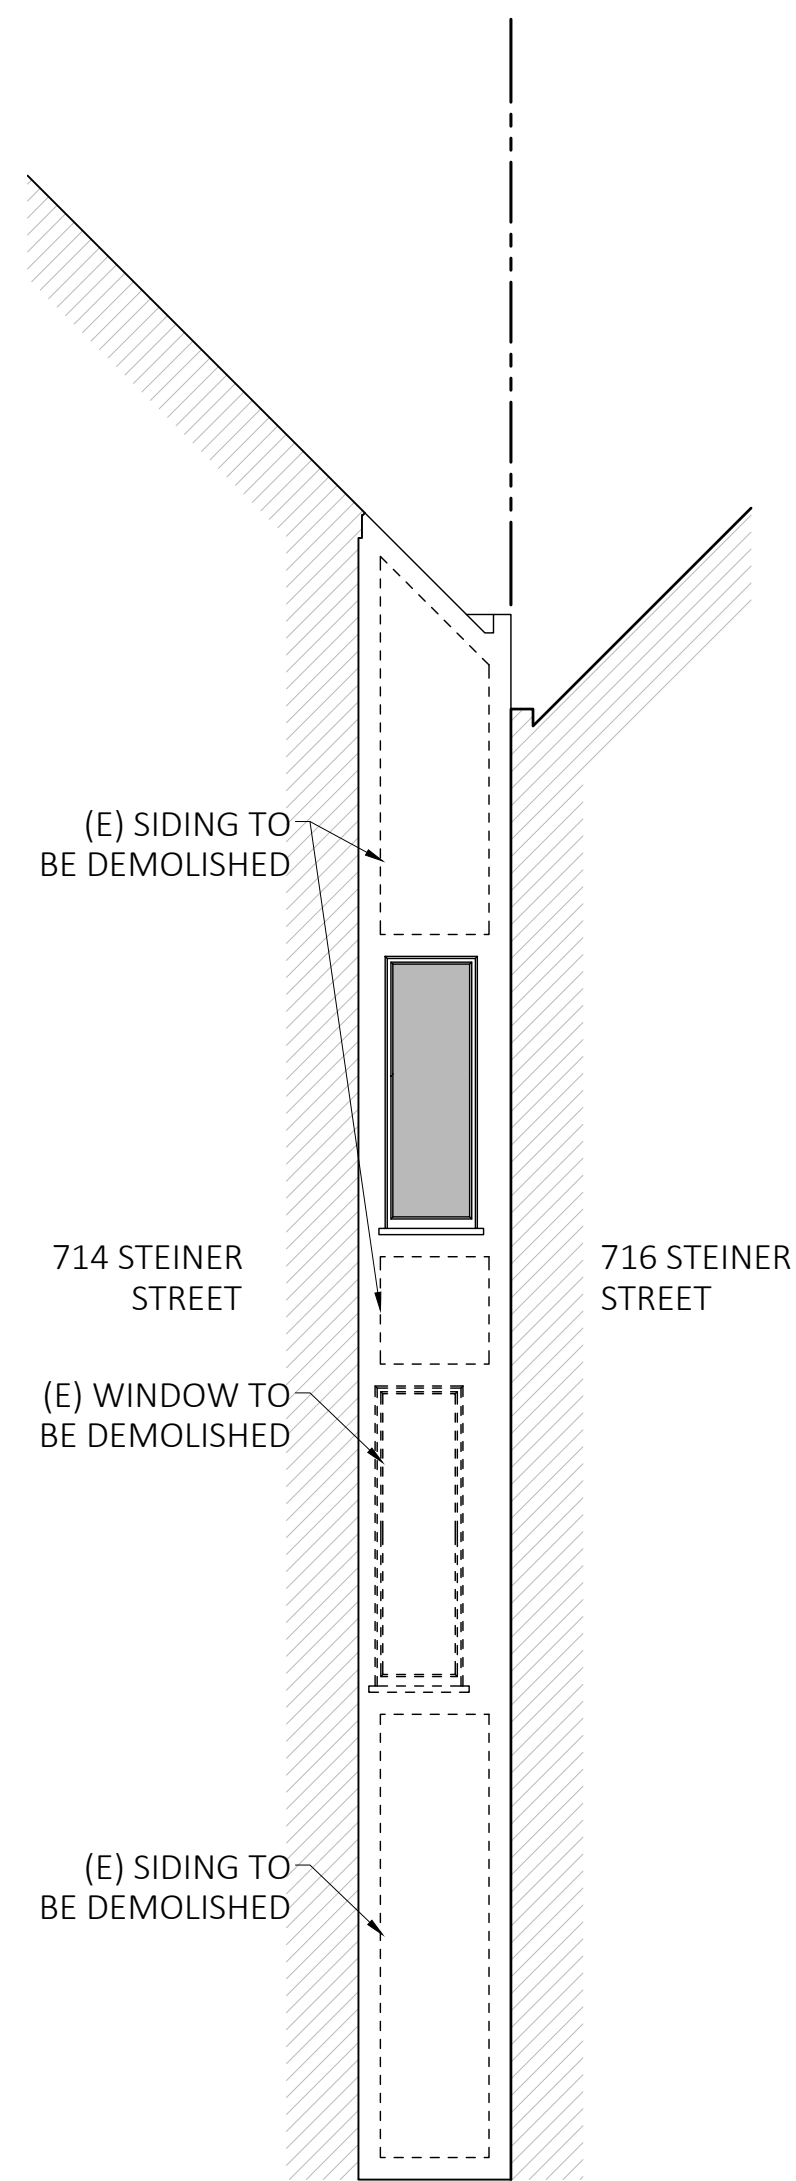 (E) SIDING TO
BE DEMOLISHED
714 STEINER
STREET
716 STEINER
STREET
(E) WINDOW TO
BE DEMOLISHED
(E) SIDING TO
BE DEMOLISHED